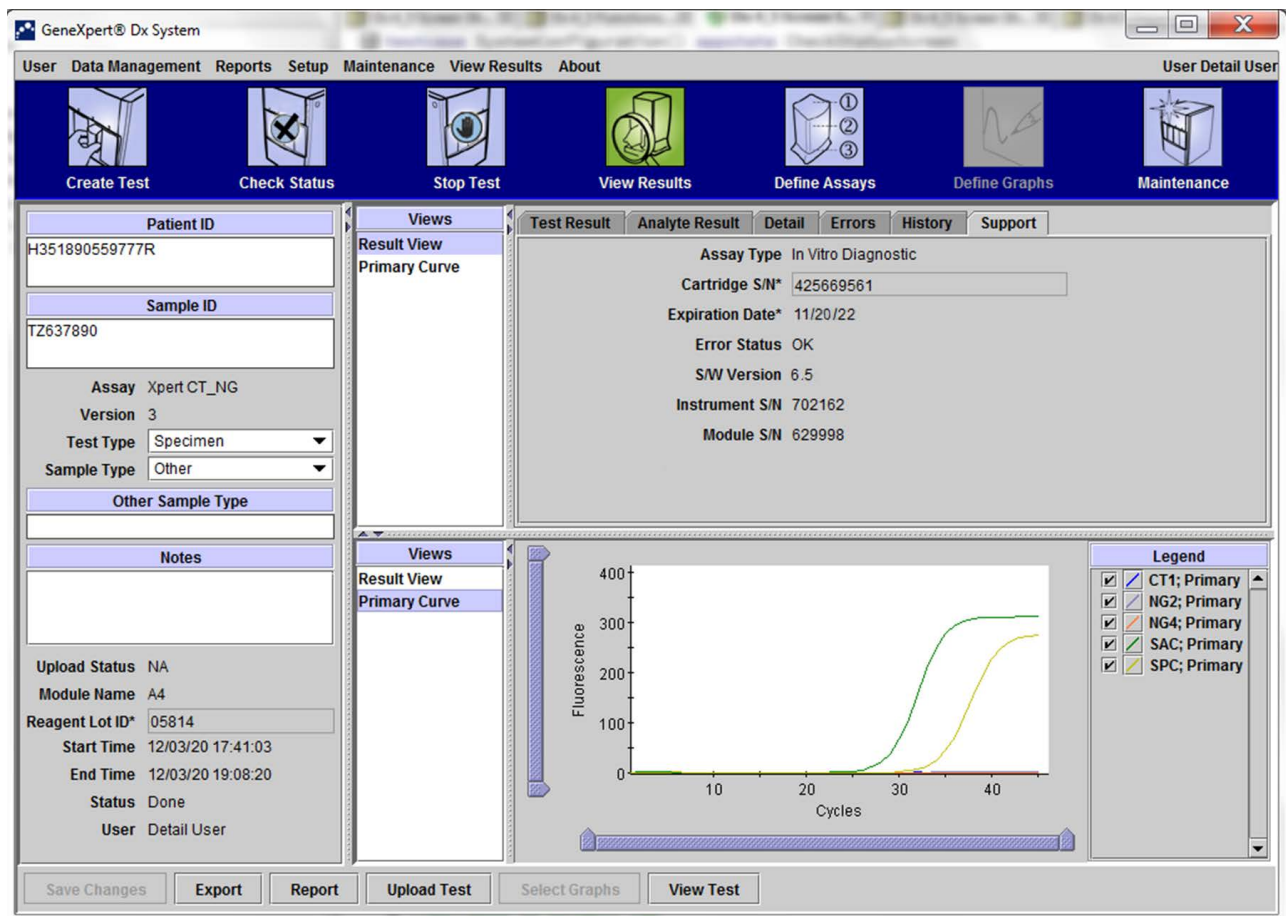 GeneXpert® Dx System
User Data Management Reports Setup Maintenance View Results About User Detail User
Create Test Check Status Stop Test View Results Define Assays Define Graphs Maintenance
① ② ③
Patient ID
H351890559777R
Sample ID
TZ637890
Assay Xpert CT_NG
Version 3
Test Type Specimen
Sample Type Other
Other Sample Type
Notes
Upload Status NA
Module Name A4
Reagent Lot ID* 05814
Start Time 12/03/20 17:41:03
End Time 12/03/20 19:08:20
Status Done
User Detail User
Views
Result View
Primary Curve
Test Result Analyte Result Detail Errors History Support
Assay Type In Vitro Diagnostic
Cartridge S/N* 425669561
Expiration Date* 11/20/22
Error Status OK
S/W Version 6.5
Instrument S/N 702162
Module S/N 629998
Views
Result View
Primary Curve
Fluorescence
400
300
200
100
0
10 20 30 40
Cycles
Legend
CT1; Primary
NG2; Primary
NG4; Primary
SAC; Primary
SPC; Primary
Save Changes Export Report Upload Test Select Graphs View Test